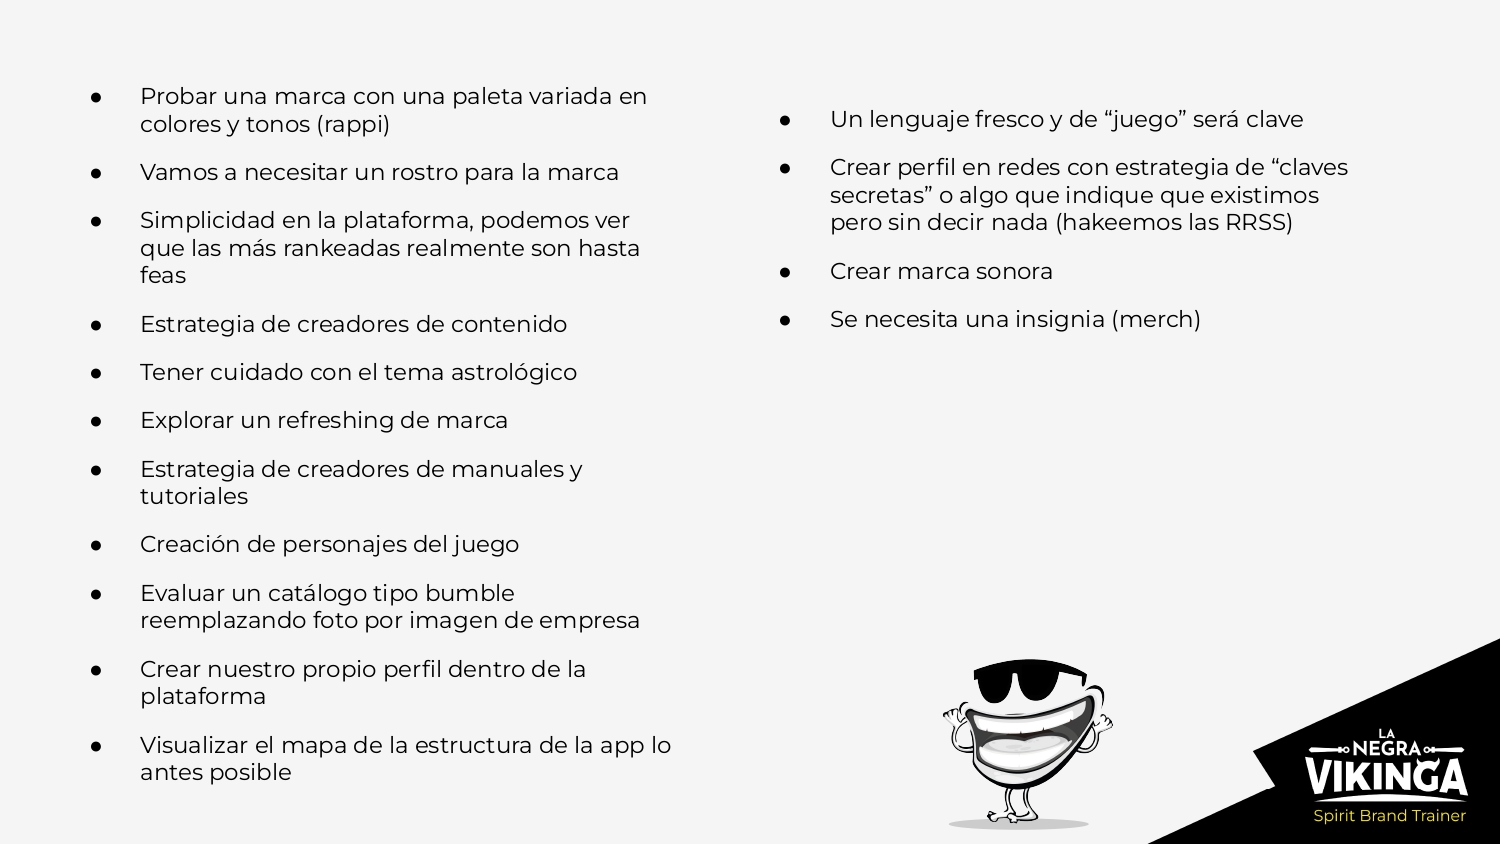 ● Probar una marca con una paleta variada en
colores y tonos (rappi)
● Vamos a necesitar un rostro para la marca
● Simplicidad en la plataforma, podemos ver
que las más rankeadas realmente son hasta
feas
● Estrategia de creadores de contenido
● Tener cuidado con el tema astrológico
● Explorar un refreshing de marca
● Estrategia de creadores de manuales y
tutoriales
● Creación de personajes del juego
● Evaluar un catálogo tipo bumble
reemplazando foto por imagen de empresa
● Crear nuestro propio perfil dentro de la
plataforma
● Visualizar el mapa de la estructura de la app lo
antes posible
● Un lenguaje fresco y de “juego” será clave
● Crear perfil en redes con estrategia de “claves
secretas” o algo que indique que existimos
pero sin decir nada (hakeemos las RRSS)
● Crear marca sonora
● Se necesita una insignia (merch)
LA
NEGRA
VIKINGA
Spirit Brand Trainer